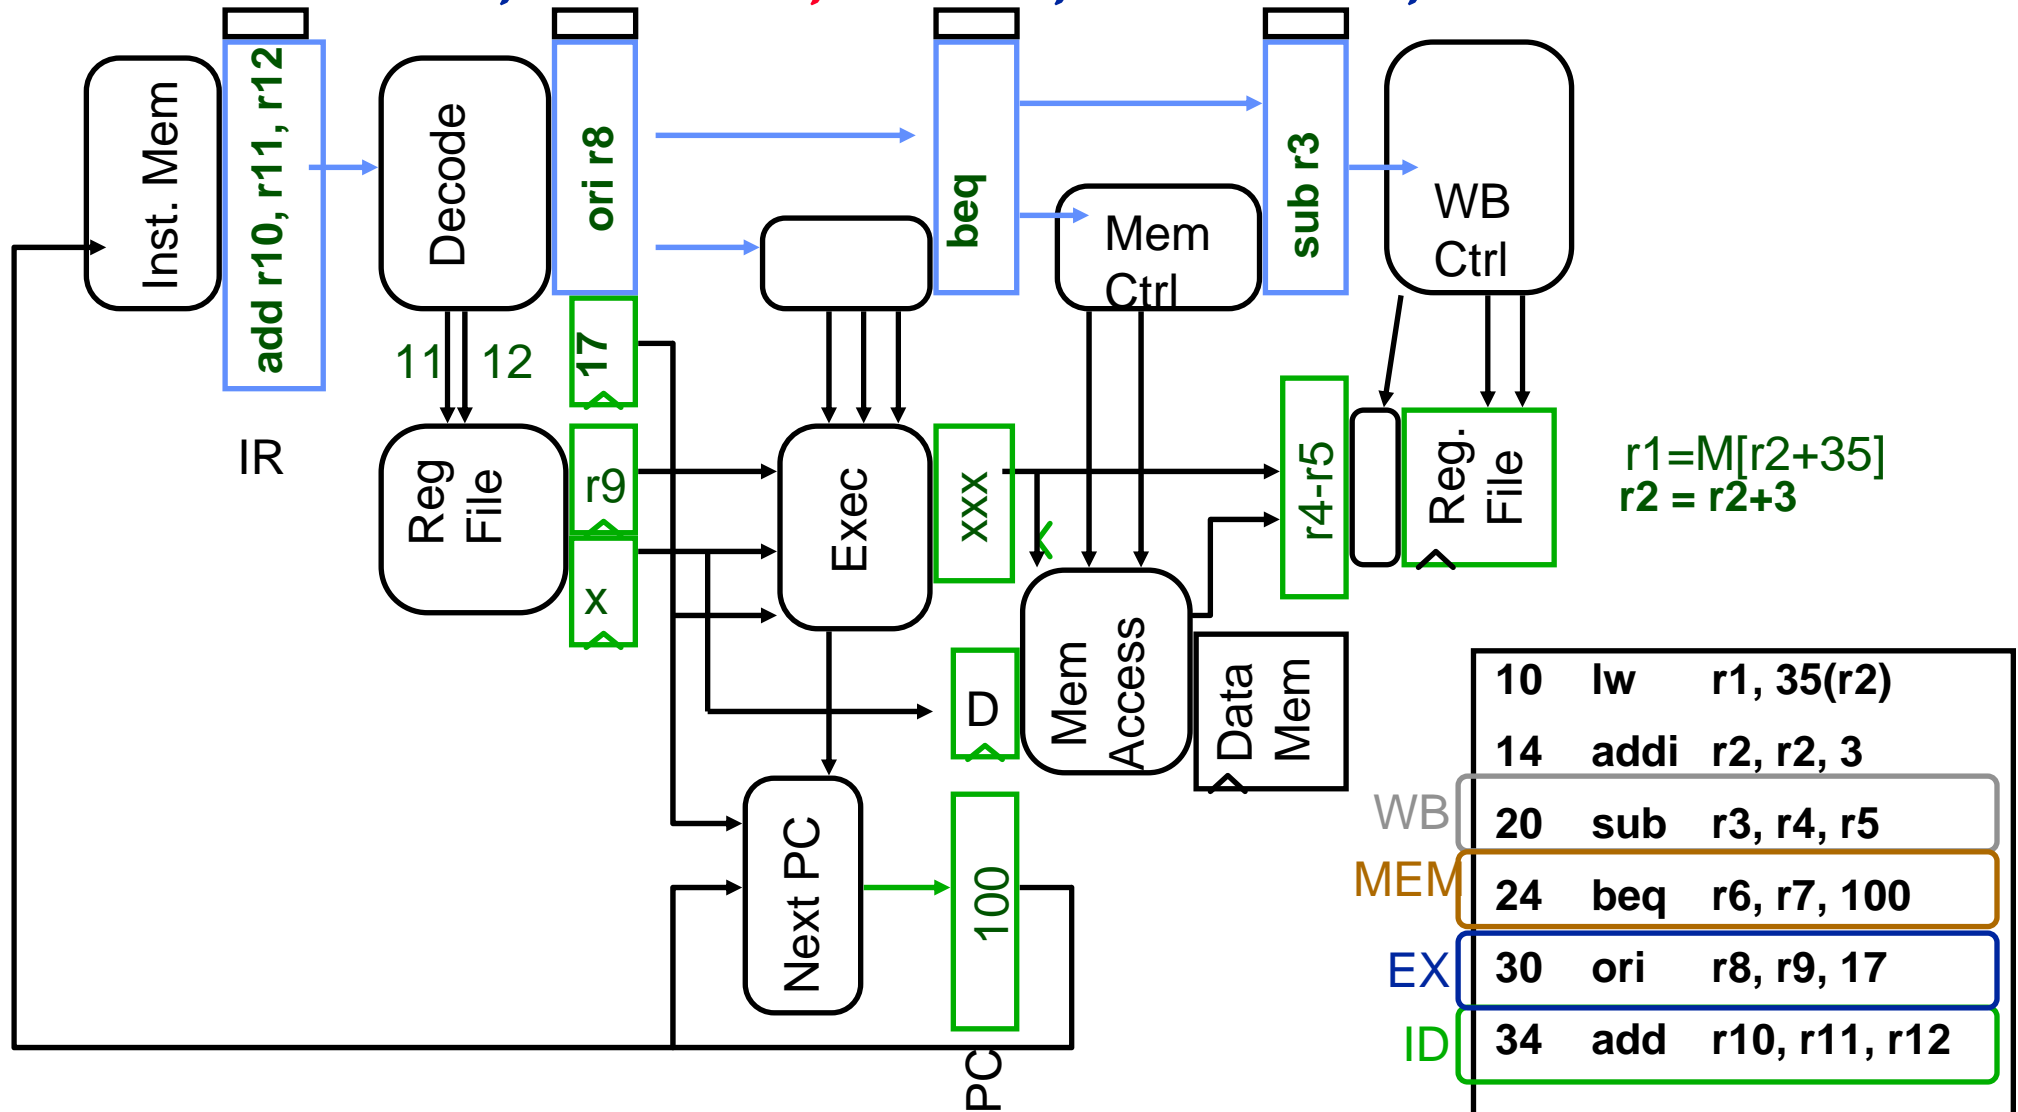 Inst. Mem
add r10, r11, r12
IR
Decode
11
12
Reg
File
ori r8
17
r9
x
Exec
Next PC
beq
xxx
D
100
PC
Mem
Ctrl
Mem
Access
Data
Mem
sub r3
r4-r5
WB
Ctrl
Reg.
File
r1=M[r2+35]
r2 = r2+3
10 lw r1, 35(r2)
14 addi r2, r2, 3
WB 20 sub r3, r4, r5
MEM 24 beq r6, r7, 100
EX 30 ori r8, r9, 17
ID 34 add r10, r11, r12